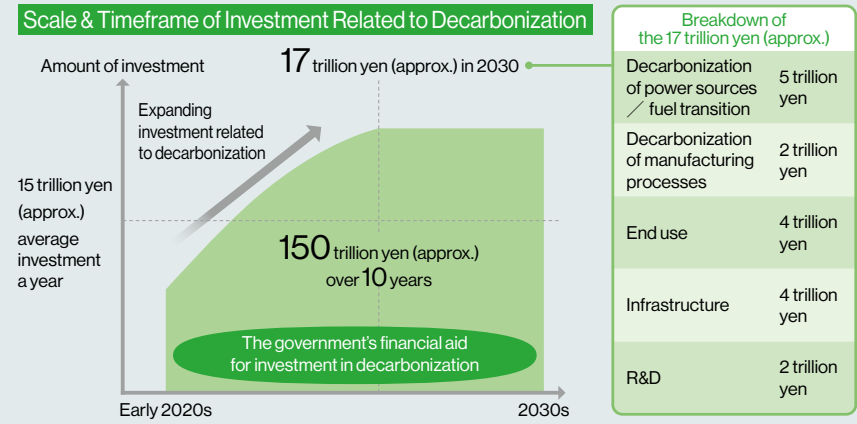 Scale & Timeframe of Investment Related to Decarbonization
Amount of investment
17 trillion yen (approx.) in 2030
Expanding
investment related
to decarbonization
15 trillion yen
(approx.)
average
investment
a year
150 trillion yen (approx.)
over 10 years
The government's financial aid
for investment in decarbonization
Early 2020s
2030s
Breakdown of
the 17 trillion yen (approx.)
Decarbonization
of power sources
／ fuel transition
5 trillion
yen
Decarbonization
of manufacturing
processes
2 trillion
yen
End use
4 trillion
yen
Infrastructure
4 trillion
yen
R&D
2 trillion
yen